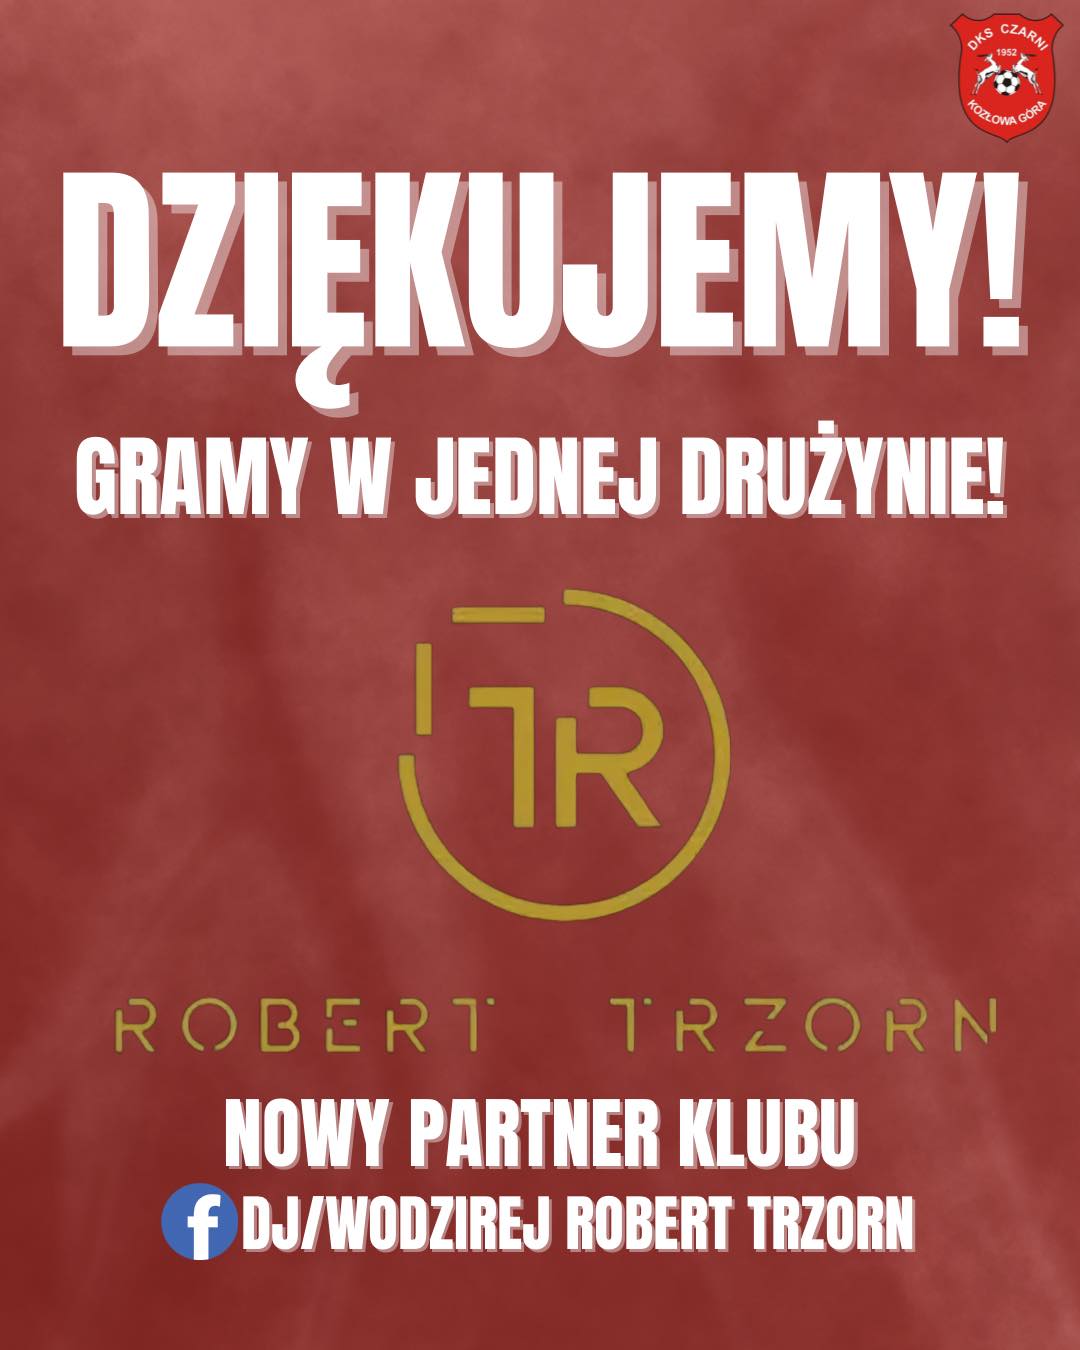 DKS CZARNI
1952
KOZŁOWA GÓRA
DZIĘKUJEMY!
GRAMY W JEDNEJ DRUŻYNIE!
TR
ROBERT TRZORN
NOWY PARTNER KLUBU
f DJ/WODZIREJ ROBERT TRZORN